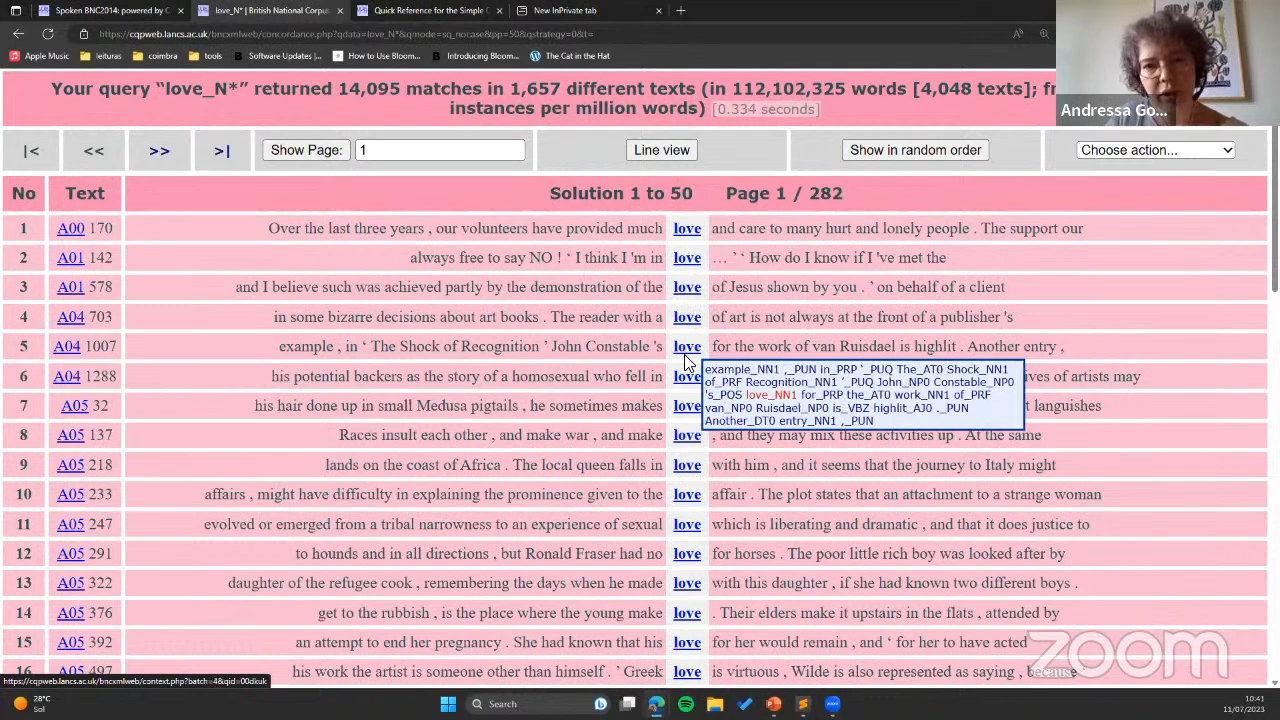 Spoken BNC2014: powered by C
love_N* | British National Corpus
Quick Reference for the Simple C
New InPrivate tab
https://cqpweb.lancs.ac.uk/bncxmlweb/concordance.php?qdata=love_N*&qmode=sq_nocase&pp=50&qstrategy=0&t=
Apple Music
leituras
coimbra
tools
Software Updates |...
How to Use Bloom...
Introducing Bloom...
The Cat in the Hat
Andressa Go...
Your query “love_N*” returned 14,095 matches in 1,657 different texts (in 112,102,325 words [4,048 texts]; fr
instances per million words) [0.334 seconds]
|< << >> >| Show Page: 1 Line view Show in random order Choose action...
No Text Solution 1 to 50 Page 1 / 282
1 A00 170 Over the last three years , our volunteers have provided much love and care to many hurt and lonely people . The support our
2 A01 142 always free to say NO ! ‘ I think I 'm in love … ’ ‘ How do I know if I 've met the
3 A01 578 and I believe such was achieved partly by the demonstration of the love of Jesus shown by you . ’ on behalf of a client
4 A04 703 in some bizarre decisions about art books . The reader with a love of art is not always at the front of a publisher 's
5 A04 1007 example , in ‘ The Shock of Recognition ’ John Constable 's love for the work of van Ruisdael is highlit . Another entry ,
6 A04 1288 his potential backers as the story of a homosexual who fell in love ves of artists may
7 A05 32 his hair done up in small Medusa pigtails , he sometimes makes t languishes
8 A05 137 Races insult each other , and make war , and make love , and they may mix these activities up . At the same
9 A05 218 lands on the coast of Africa . The local queen falls in love with him , and it seems that the journey to Italy might
10 A05 233 affairs , might have difficulty in explaining the prominence given to the love affair . The plot states that an attachment to a strange woman
11 A05 247 evolved or emerged from a tribal narrowness to an experience of sexual love which is liberating and dramatic , and that it does justice to
12 A05 291 to hounds and in all directions , but Ronald Fraser had no love for horses . The poor little rich boy was looked after by
13 A05 322 daughter of the refugee cook , remembering the days when he made love with this daughter , if she had known two different boys .
14 A05 376 get to the rubbish , is the place where the young make love . Their elders make it upstairs in the flats , attended by
15 A05 392 an attempt to end her pregnancy . She had known that his love for her would remain , and ‘ for her to have acted
16 A05 497 his work the artist is someone other than himself . ’ Greek love is virtuous , Wilde is also represented as saying , because
example_NN1 ,_PUN in_PRP ‘_PUQ The_AT0 Shock_NN1
of_PRF Recognition_NN1 ’_PUQ John_NP0 Constable_NP0
's_POS love_NN1 for_PRP the_AT0 work_NN1 of_PRF
van_NP0 Ruisdael_NP0 is_VBZ highlit_AJ0 ._PUN
Another_DT0 entry_NN1 ,_PUN
zoom
https://cqpweb.lancs.ac.uk/bncxmlweb/context.php?batch=4&qid=00diuk
28°C
Sol
Search
10:41
11/07/2023